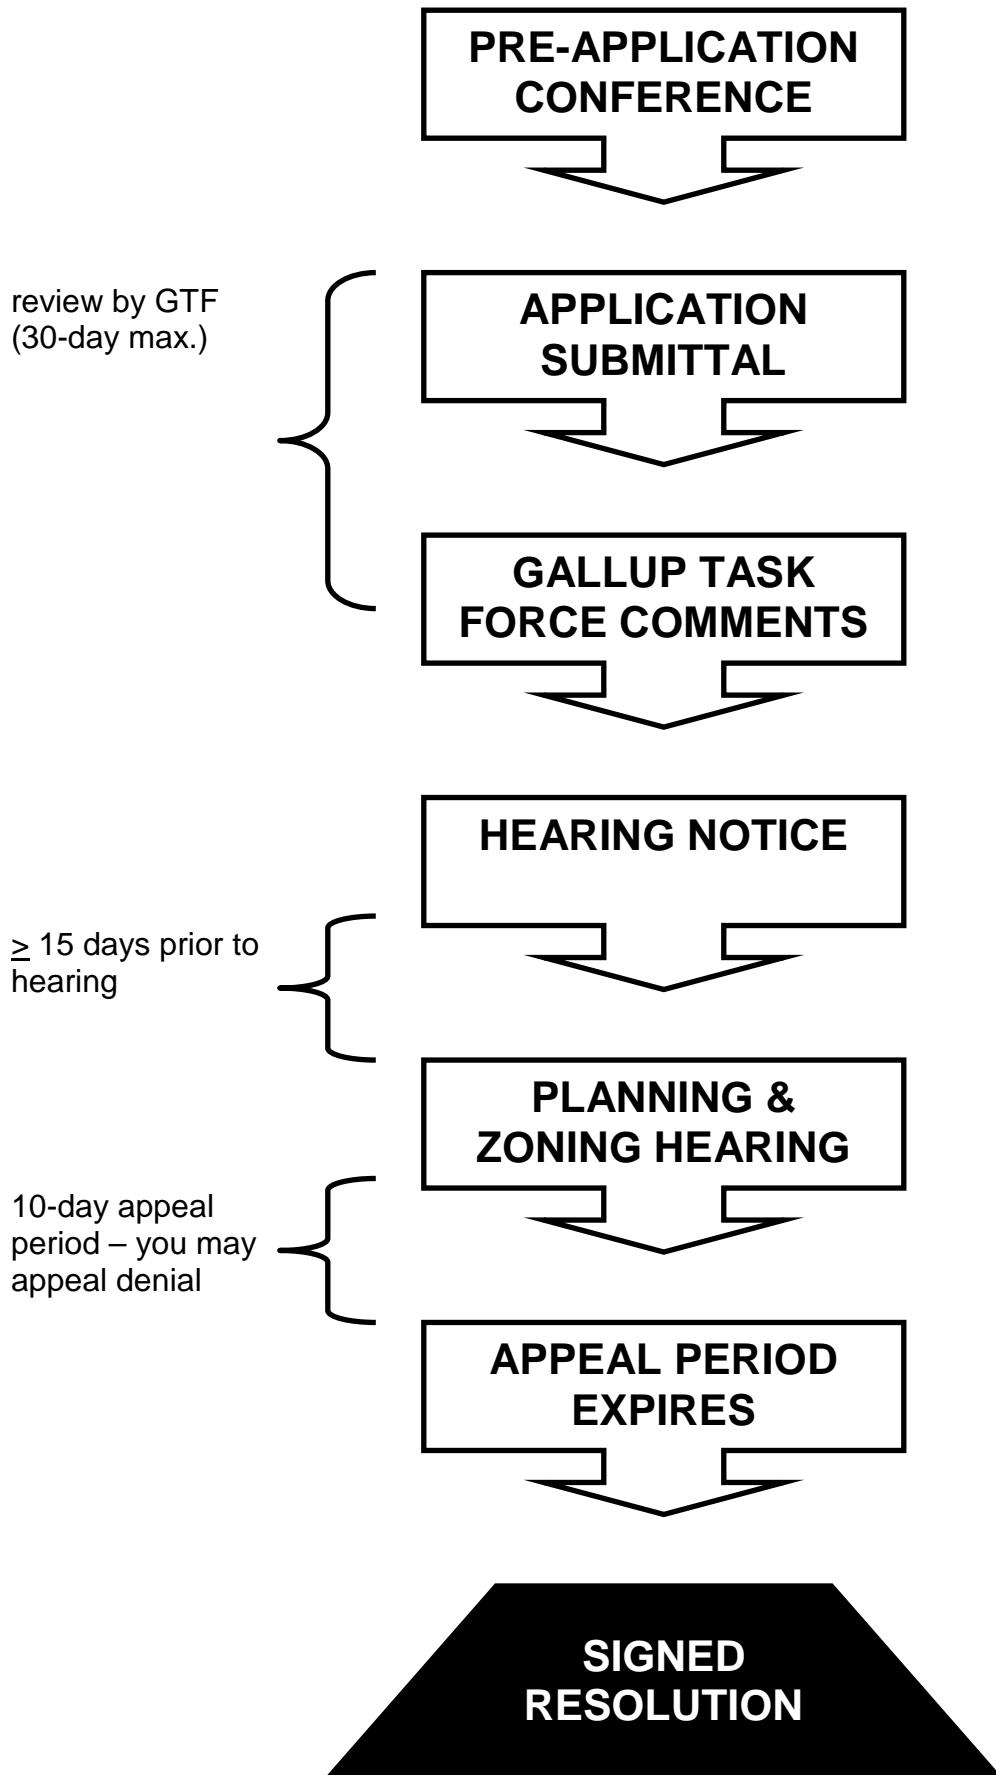 PRE-APPLICATION
CONFERENCE
review by GTF
(30-day max.)
APPLICATION
SUBMITTAL
GALLUP TASK
FORCE COMMENTS
HEARING NOTICE
≥ 15 days prior to
hearing
PLANNING &
ZONING HEARING
10-day appeal
period – you may
appeal denial
APPEAL PERIOD
EXPIRES
SIGNED
RESOLUTION